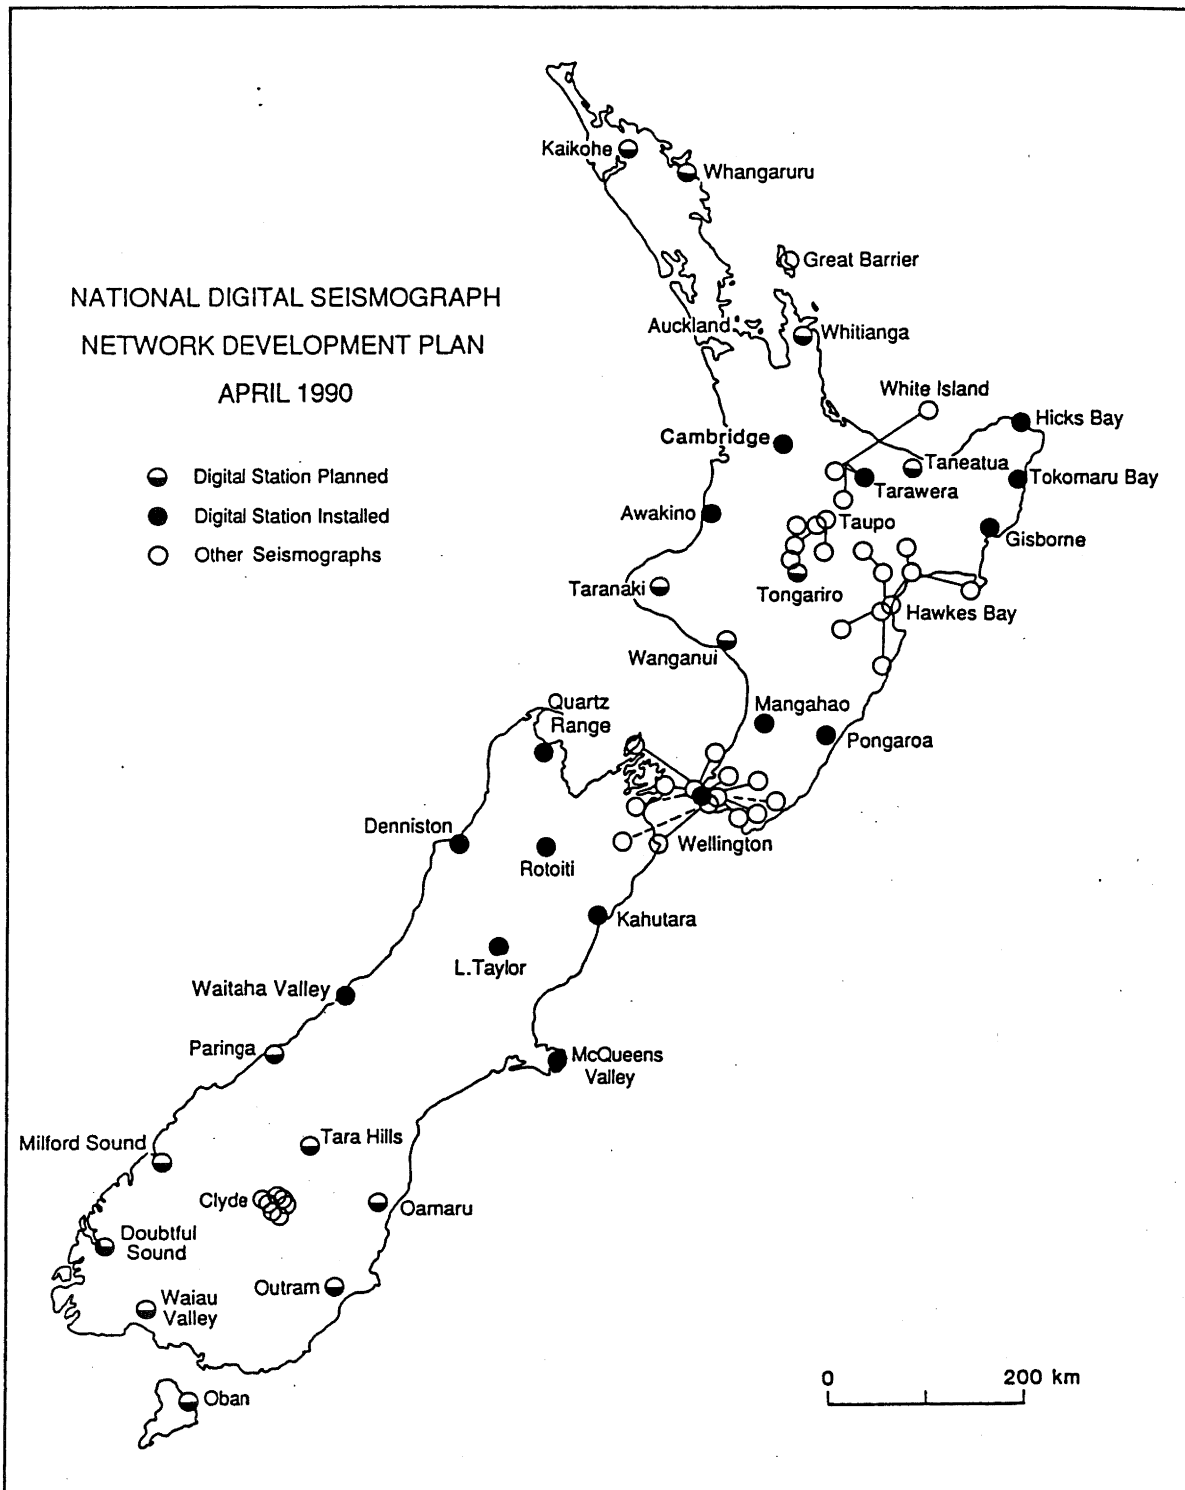 Kaikohe
Whangaruru
Great Barrier
NATIONAL DIGITAL SEISMOGRAPH
NETWORK DEVELOPMENT PLAN
APRIL 1990
Auckland
Whitianga
White Island
Hicks Bay
Cambridge
Digital Station Planned
Taneatua
Tarawera
Tokomaru Bay
Digital Station Installed
Awakino
Taupo
Gisborne
Other Seismographs
Taranaki
Tongariro
Hawkes Bay
Wanganui
Quartz
Range
Mangahao
Pongaroa
Denniston
Wellington
Rotoiti
Kahutara
L.Taylor
Waitaha Valley
Paringa
McQueens
Valley
Milford Sound
Tara Hills
Clyde
Oamaru
Doubtful
Sound
Outram
Waiau
Valley
Oban
0
200 km